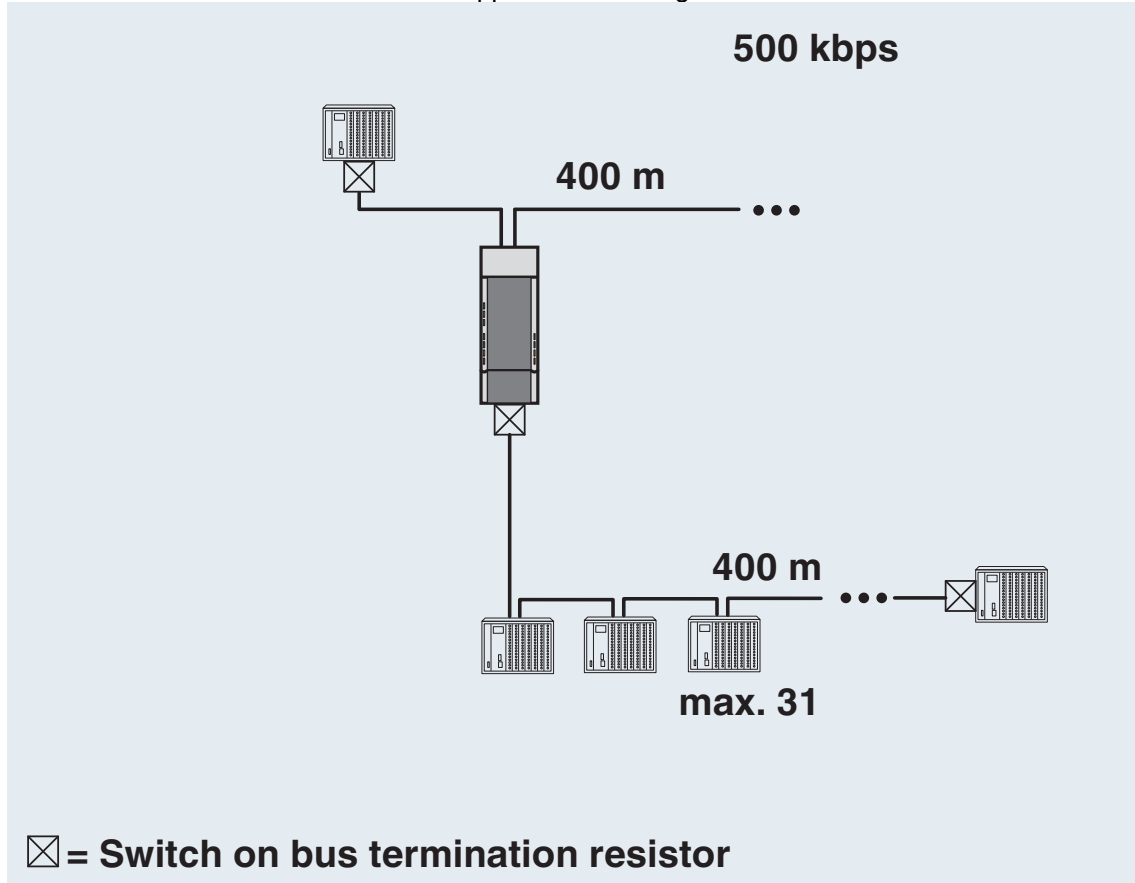 500 kbps
400 m
400 m
max. 31
= Switch on bus termination resistor